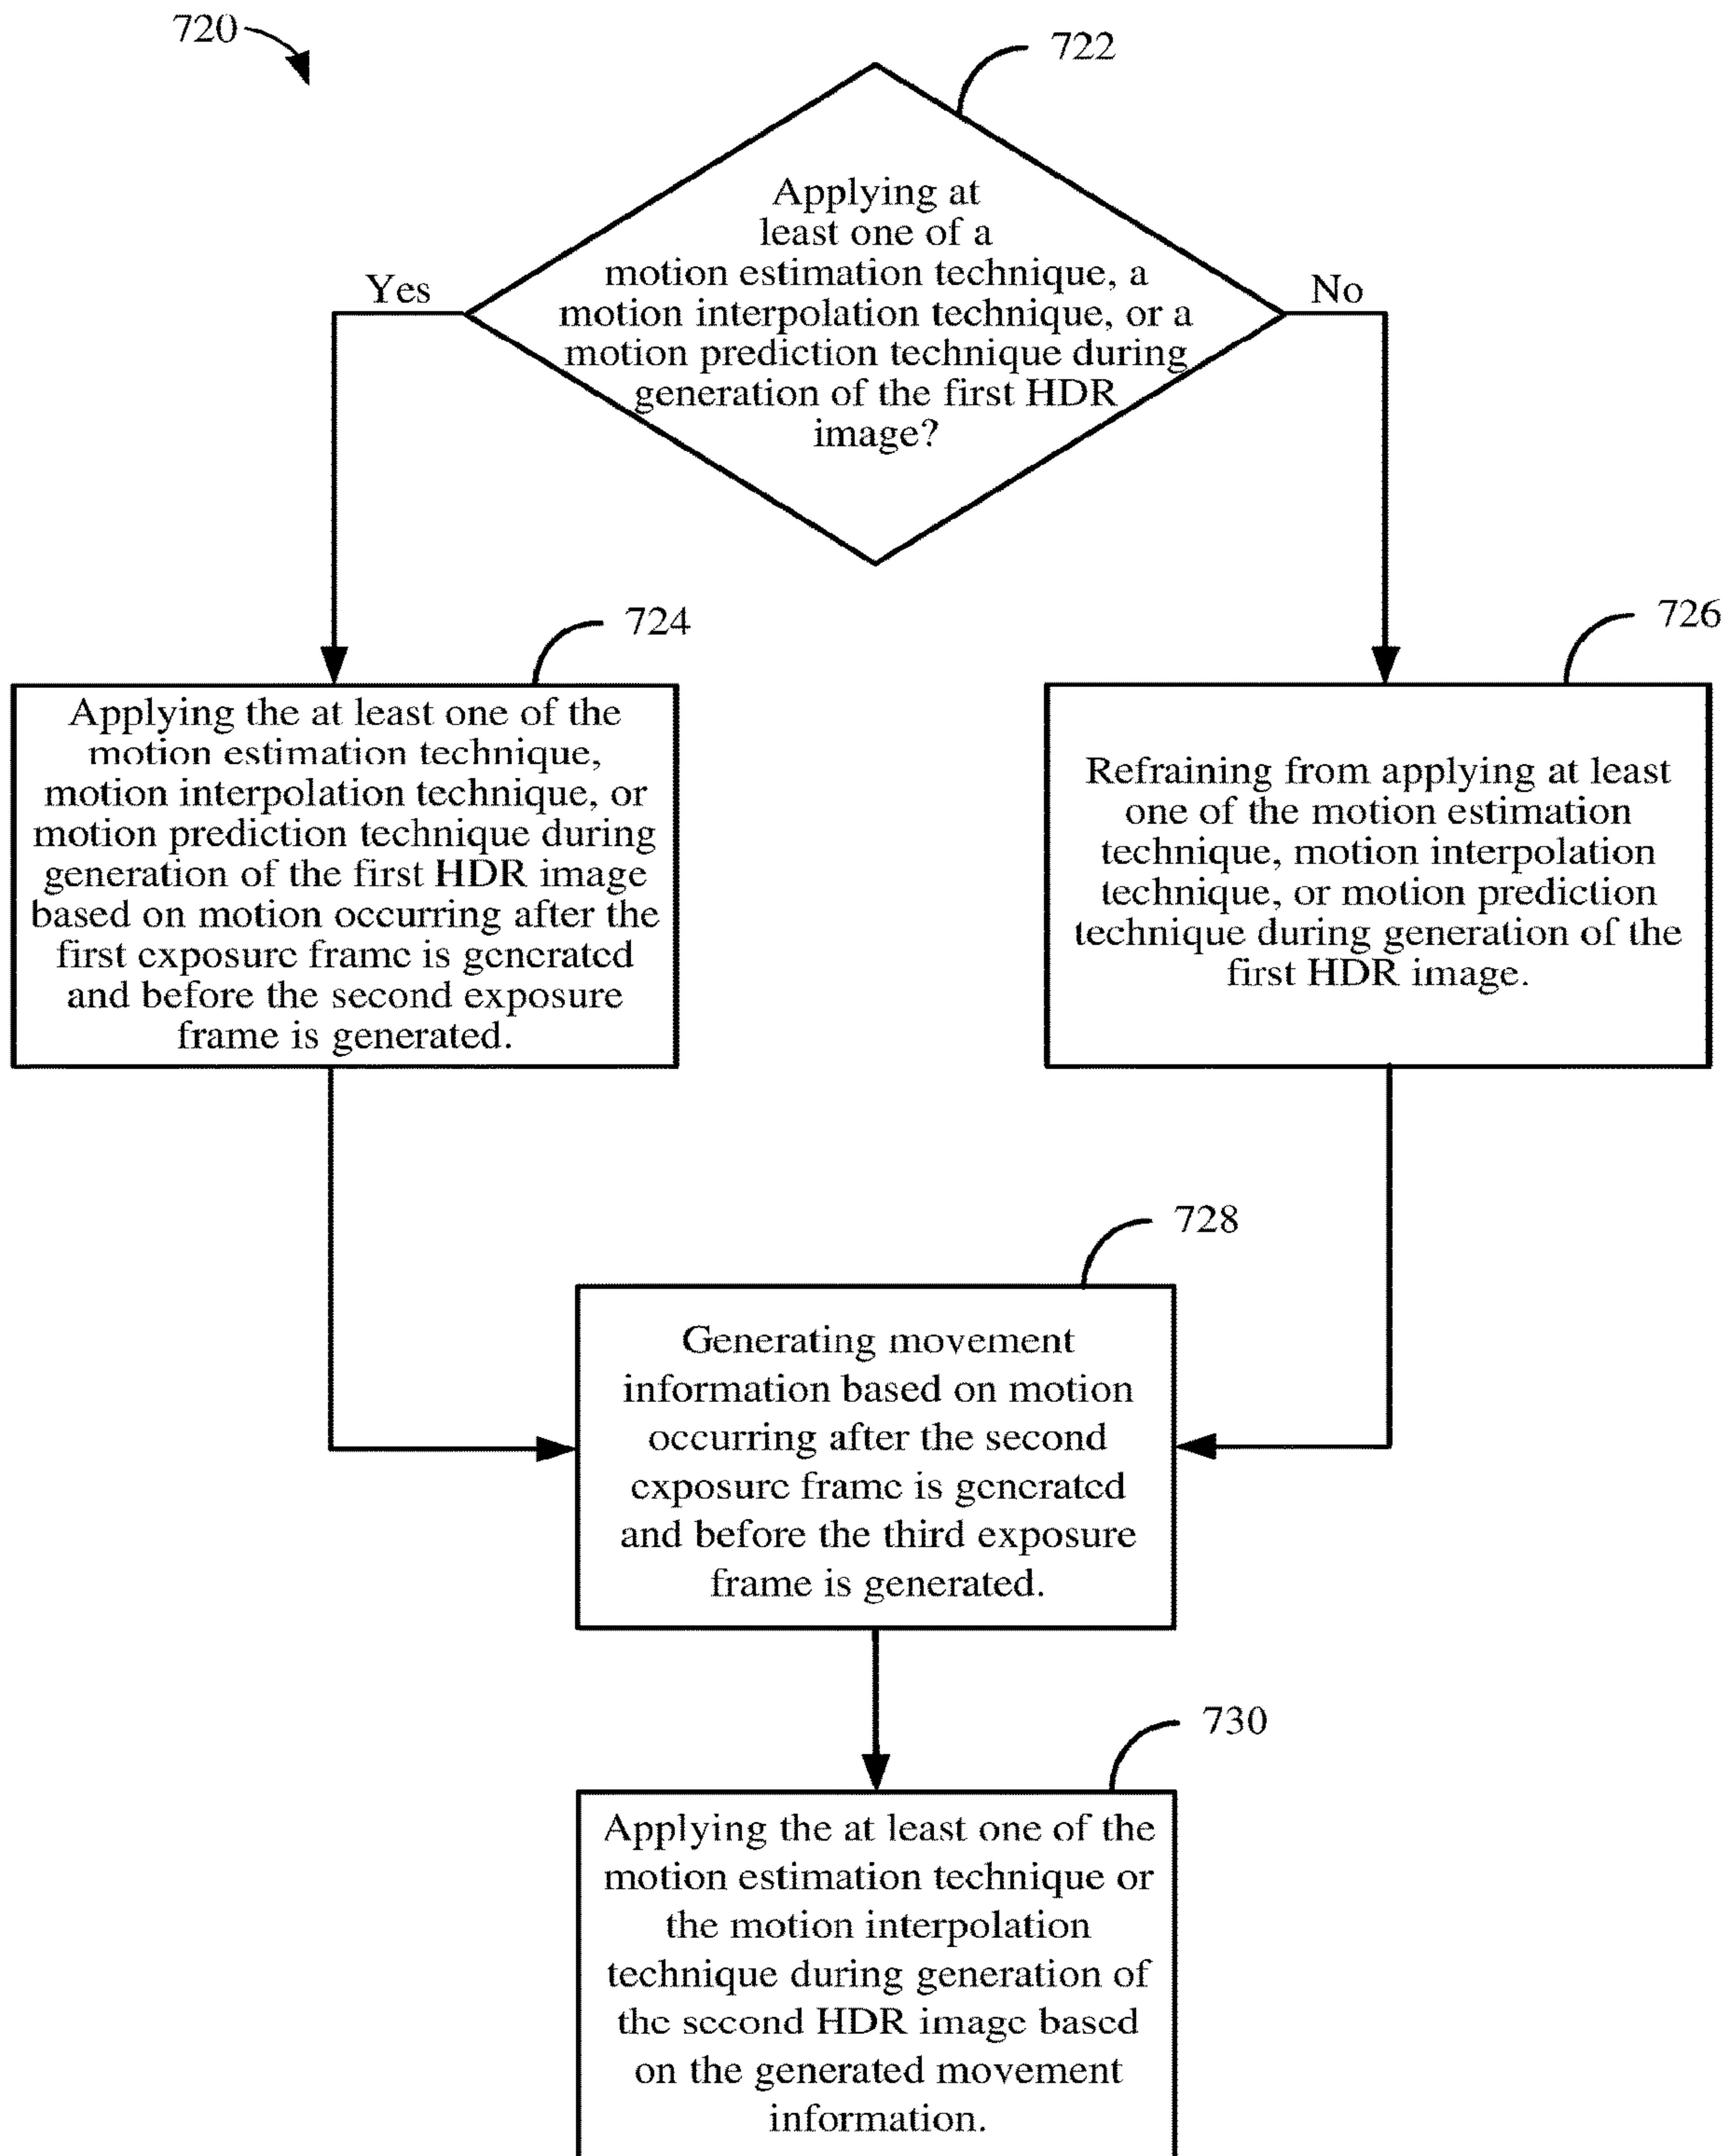 720
722
Applying at
least one of a
motion estimation technique, a
motion interpolation technique, or a
motion prediction technique during
generation of the first HDR
image?
Yes
No
724
726
Applying the at least one of the
motion estimation technique,
motion interpolation technique, or
motion prediction technique during
generation of the first HDR image
based on motion occurring after the
first exposure frame is generated
and before the second exposure
frame is generated.
Refraining from applying at least
one of the motion estimation
technique, motion interpolation
technique, or motion prediction
technique during generation of the
first HDR image.
728
Generating movement
information based on motion
occurring after the second
exposure frame is generated
and before the third exposure
frame is generated.
730
Applying the at least one of the
motion estimation technique or
the motion interpolation
technique during generation of
the second HDR image based
on the generated movement
information.